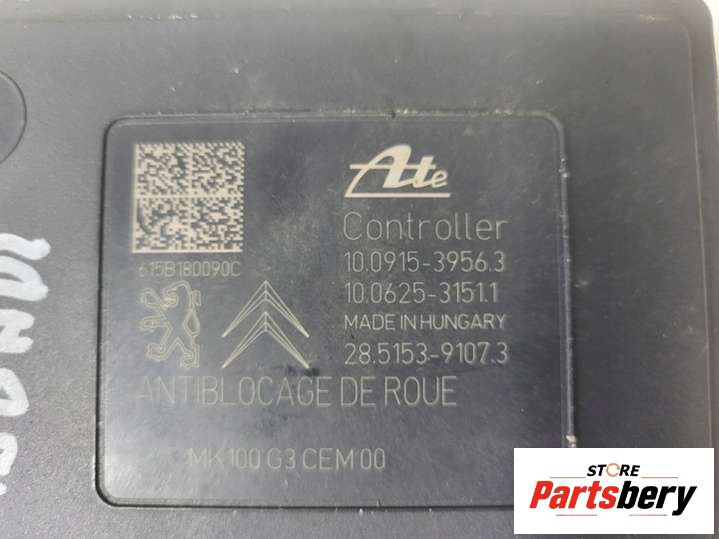 Ate
Controller
615B180090C
10.0915-3956.3
10.0625-3151.1
MADE IN HUNGARY
28.5153-9107.3
ANTIBLOCAGE DE ROUE
MK100 G3 CEM 00
STORE
Partsbery